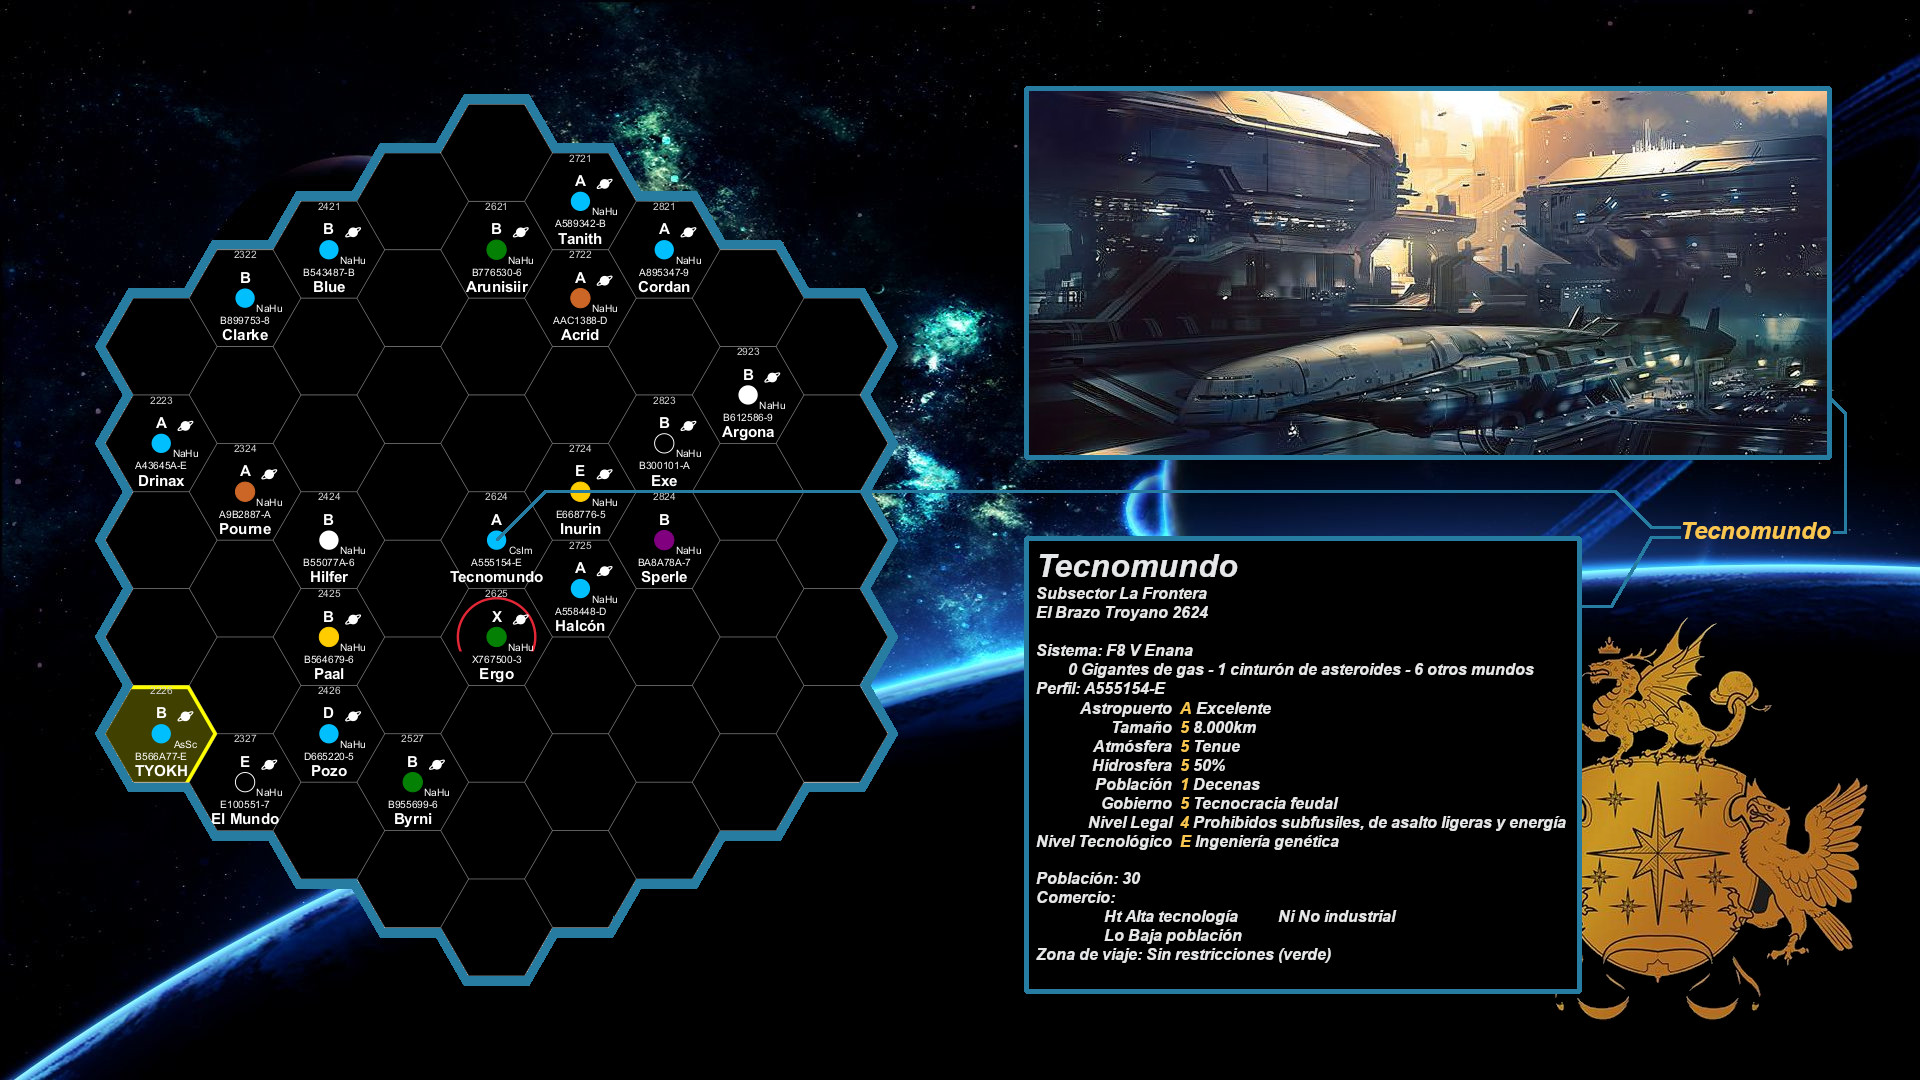 2721
A
NaHu
A589342-B
Tanith
2421
B
NaHu
B543487-B
Blue
2621
B
NaHu
B776530-6
Arunisiir
2821
A
NaHu
A895347-9
Cordan
2322
B
NaHu
B899753-8
Clarke
2722
A
NaHu
AAC1388-D
Acrid
2923
B
NaHu
B612586-9
Argona
2223
A
NaHu
A43645A-E
Drinax
2823
B
NaHu
B300101-A
Exe
2324
A
NaHu
A9B2887-A
Pourne
2724
E
NaHu
E668776-5
Inurin
2424
B
NaHu
B55077A-6
Hilfer
2624
A
CsIm
A555154-E
Tecnomundo
2824
B
NaHu
BA8A78A-7
Sperle
2725
A
NaHu
A558448-D
Halcón
2425
B
NaHu
B564679-6
Paal
2625
X
NaHu
X767500-3
Ergo
2226
B
AsSc
B566A77-E
TYOKH
2426
D
NaHu
D665220-5
Pozo
2327
E
NaHu
E100551-7
El Mundo
2527
B
NaHu
B955699-6
Byrni
Tecnomundo
Tecnomundo
Subsector La Frontera
El Brazo Troyano 2624
Sistema: F8 V Enana
0 Gigantes de gas - 1 cinturón de asteroides - 6 otros mundos
Perfil: A555154-E
Astropuerto A Excelente
Tamaño 5 8.000km
Atmósfera 5 Tenue
Hidrosfera 5 50%
Población 1 Decenas
Gobierno 5 Tecnocracia feudal
Nivel Legal 4 Prohibidos subfusiles, de asalto ligeras y energía
Nivel Tecnológico E Ingeniería genética
Población: 30
Comercio:
Ht Alta tecnología Ni No industrial
Lo Baja población
Zona de viaje: Sin restricciones (verde)